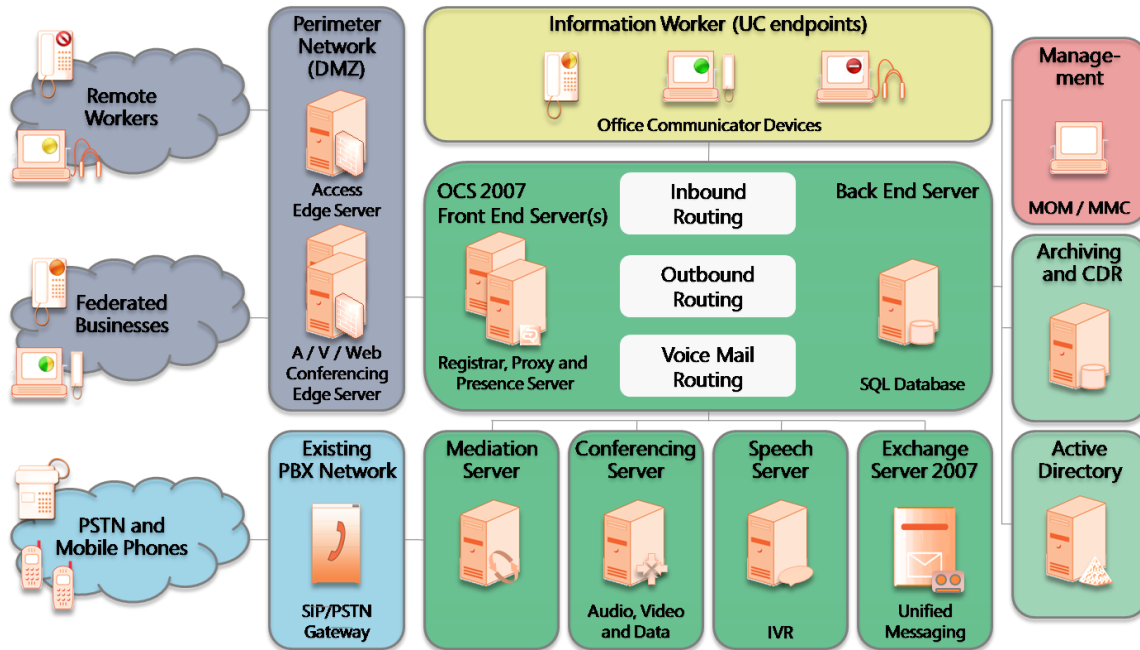 Remote
Workers
Federated
Businesses
PSTN and
Mobile Phones
Perimeter
Network
(DMZ)
Access
Edge Server
A / V / Web
Conferencing
Edge Server
Existing
PBX Network
SiP/PSTN
Gateway
Information Worker (UC endpoints)
Office Communicator Devices
OCS 2007
Front End Server(s)
Registrar, Proxy and
Presence Server
Inbound
Routing
Outbound
Routing
Voice Mail
Routing
Back End Server
SQL Database
Mediation
Server
Conferencing
Server
Audio, Video
and Data
Speech
Server
IVR
Exchange
Server 2007
Unified
Messaging
Manage-
ment
MOM / MMC
Archiving
and CDR
Active
Directory